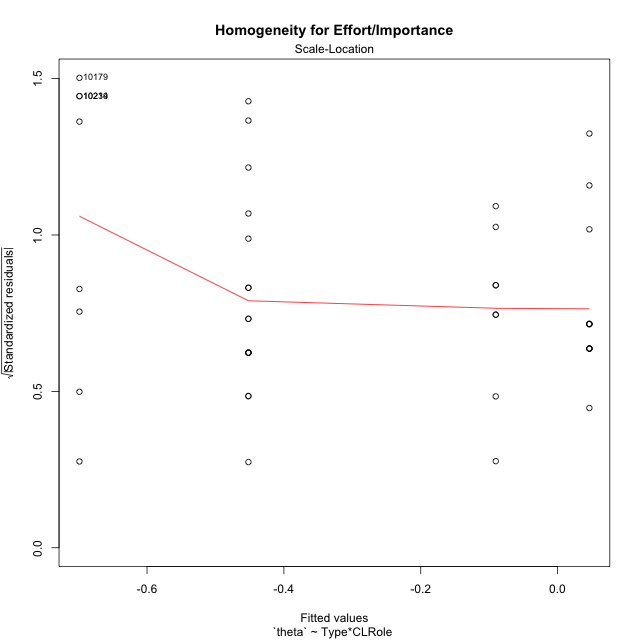 Homogeneity for Effort/Importance
Scale-Location
1.5
1.0
0.5
0.0
√|Standardized residuals|
10179
-0.6
-0.4
-0.2
0.0
Fitted values
`theta` ~ Type*CLRole